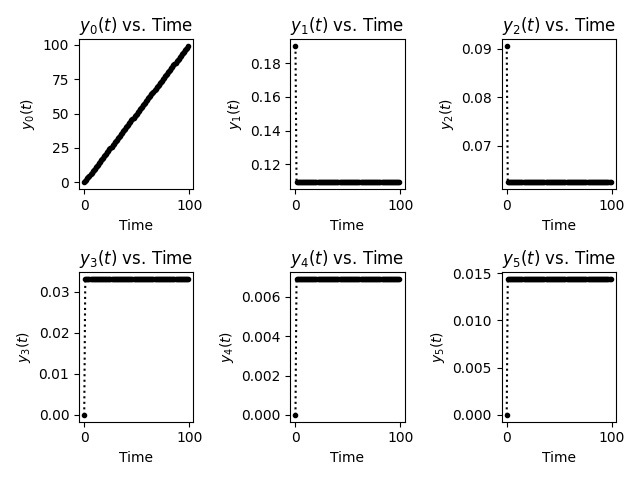 y₀(t) vs. Time
100
75
50
25
0
y₀(t)
0
100
Time
y₁(t) vs. Time
0.18
0.16
0.14
0.12
y₁(t)
0
100
Time
y₂(t) vs. Time
0.09
0.08
0.07
y₂(t)
0
100
Time
y₃(t) vs. Time
0.03
0.02
0.01
0.00
y₃(t)
0
100
Time
y₄(t) vs. Time
0.006
0.004
0.002
0.000
y₄(t)
0
100
Time
y₅(t) vs. Time
0.015
0.010
0.005
0.000
y₅(t)
0
100
Time